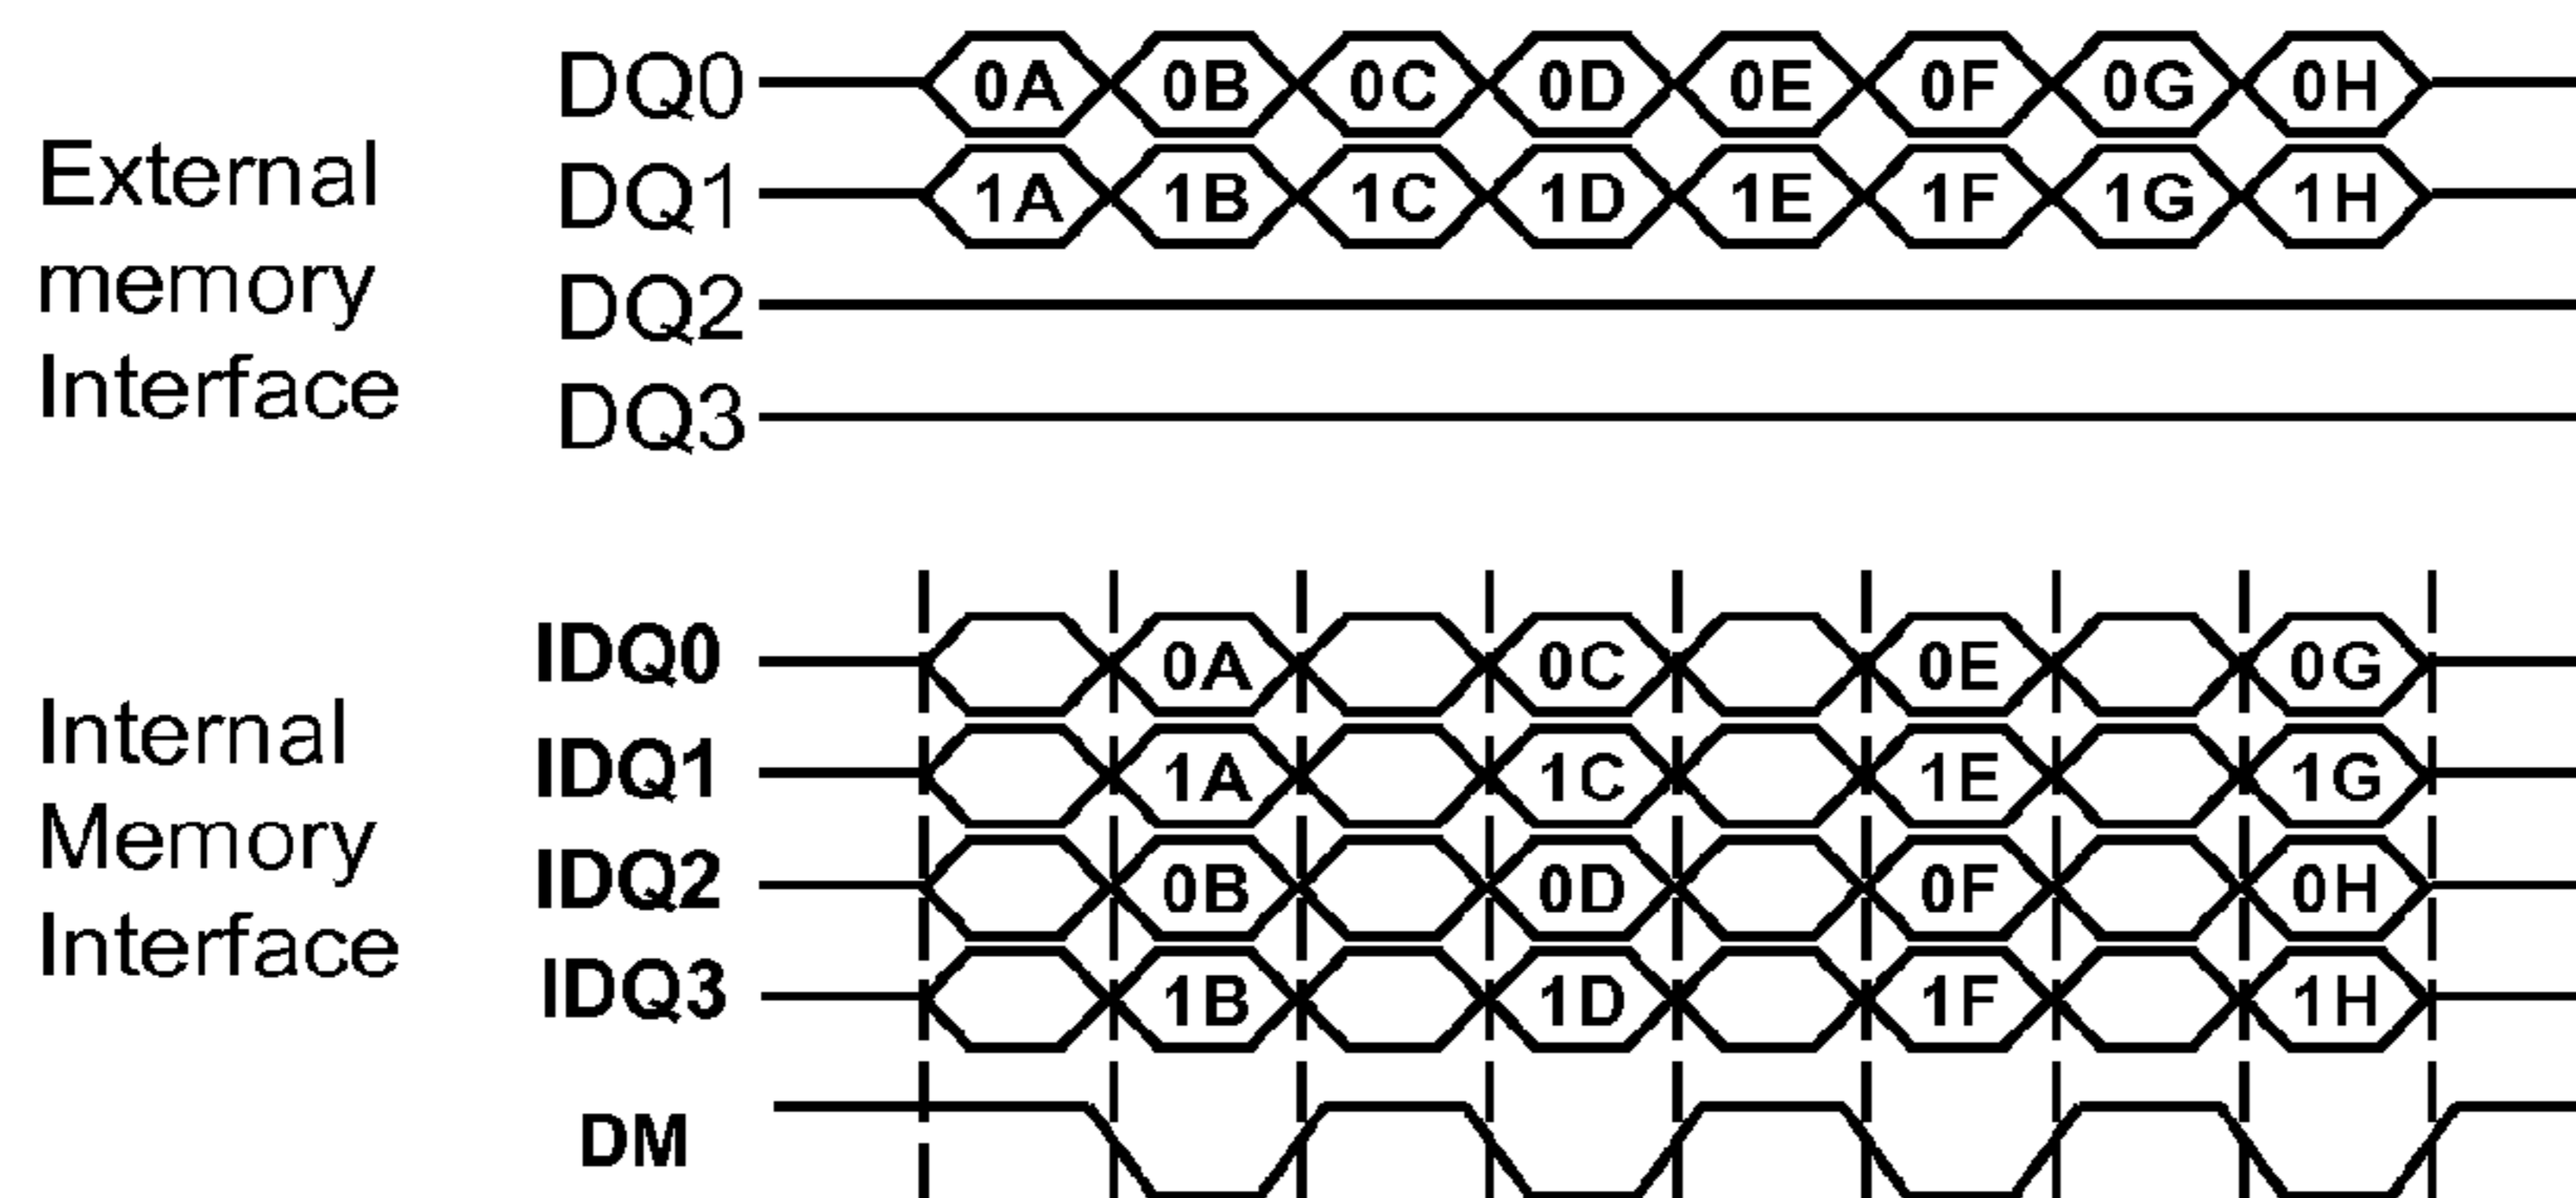 External
memory
Interface
DQ0 0A 0B 0C 0D 0E 0F 0G 0H
DQ1 1A 1B 1C 1D 1E 1F 1G 1H
DQ2
DQ3
Internal
Memory
Interface
IDQ0 0A 0C 0E 0G
IDQ1 1A 1C 1E 1G
IDQ2 0B 0D 0F 0H
IDQ3 1B 1D 1F 1H
DM